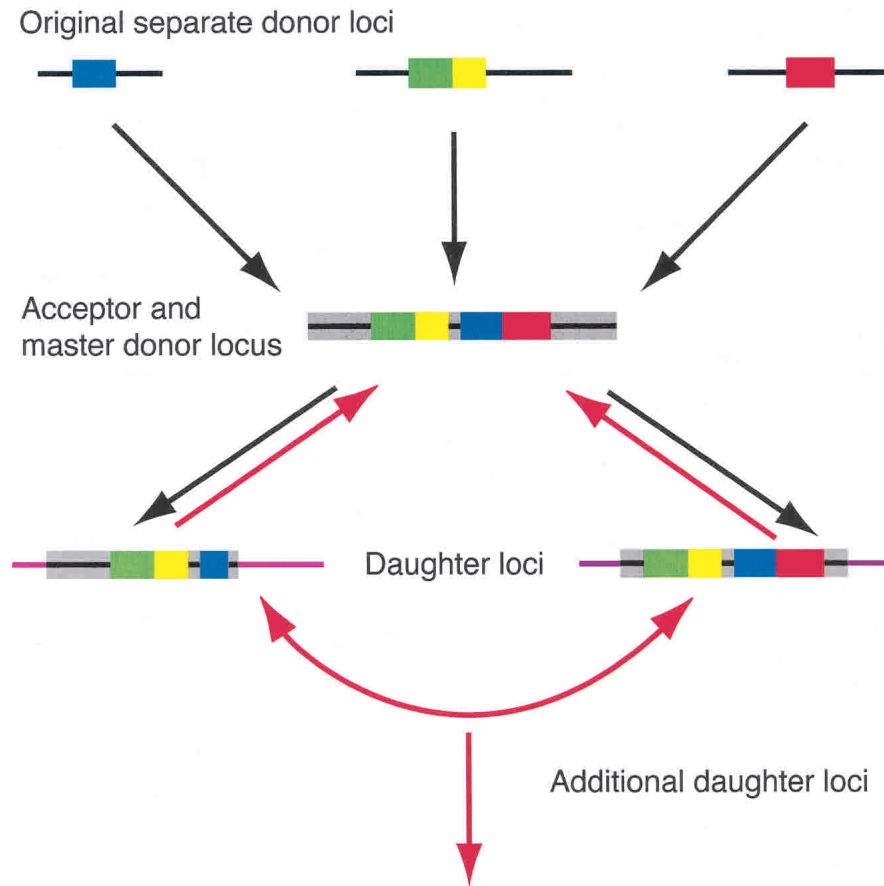 Original separate donor loci
Acceptor and
master donor locus
Daughter loci
Additional daughter loci